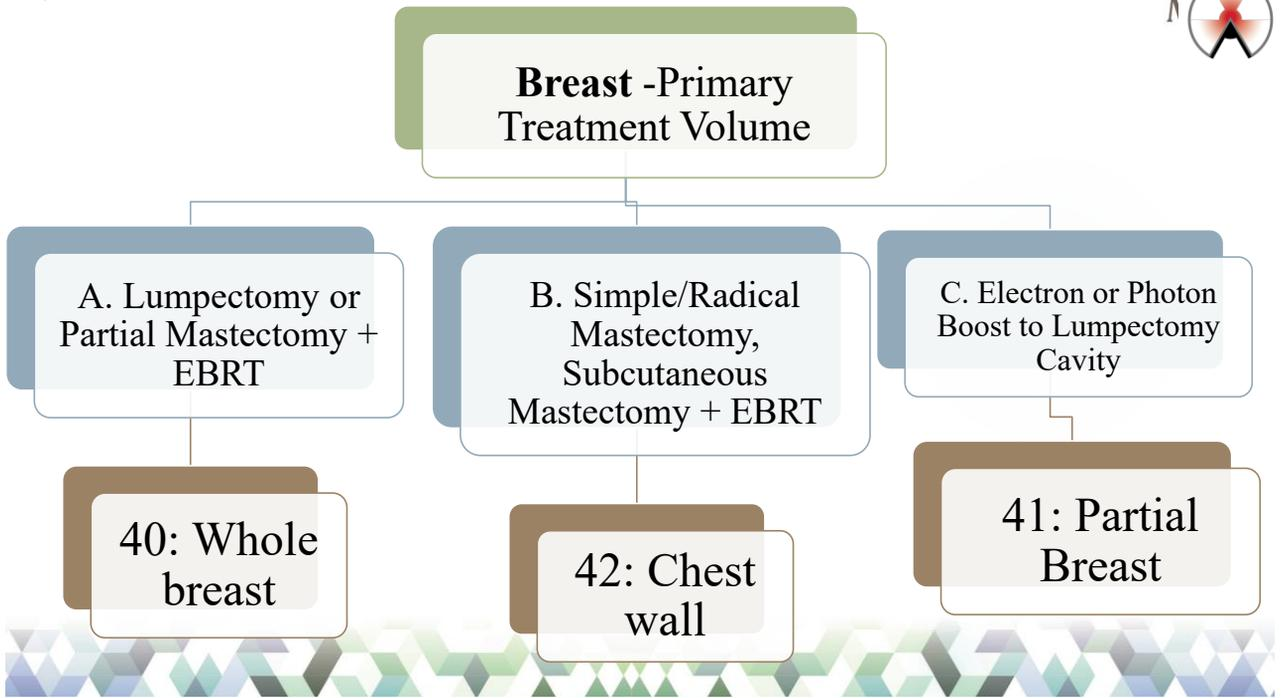 Breast -Primary
Treatment Volume
A. Lumpectomy or
Partial Mastectomy +
EBRT
B. Simple/Radical
Mastectomy,
Subcutaneous
Mastectomy + EBRT
C. Electron or Photon
Boost to Lumpectomy
Cavity
40: Whole
breast
42: Chest
wall
41: Partial
Breast